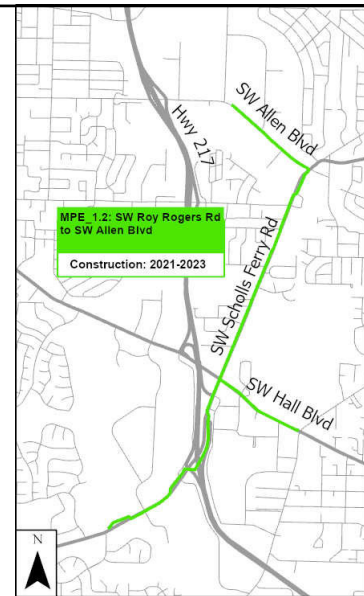 SW Allen Blvd
Hwy 217
MPE_1.2: SW Roy Rogers Rd
to SW Allen Blvd
Construction: 2021-2023
SW Scholls Ferry Rd
SW Hall Blvd
N